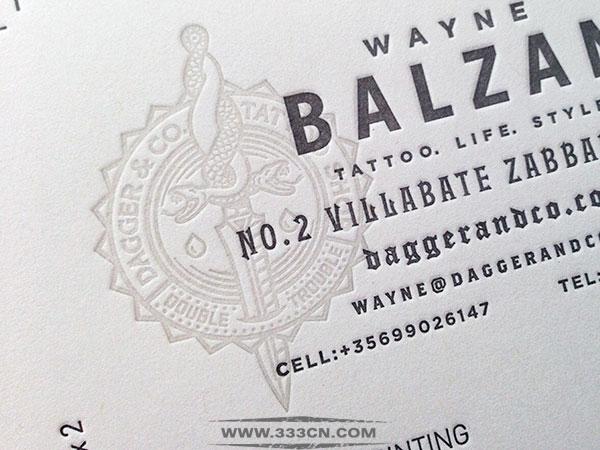 WAYNE
BALZAN
TATTOO. LIFE. STYLE
NO.2 VILLABATE ZABBA
daggerandco.co
WAYNE@DAGGERANDCO
TEL:
CELL:+35699026147
DAGGER & CO. TAT
DOUBLE TROUBLE
x2
WWW.333CN.COM